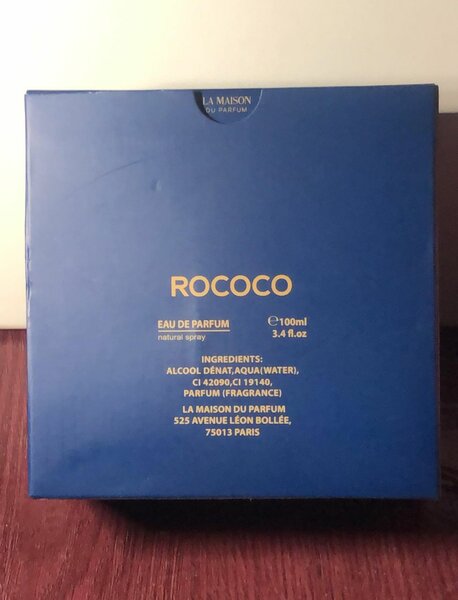 LA MAISON
DU PARFUM
ROCOCO
EAU DE PARFUM ℮100ml
natural spray 3.4 fl.oz
INGREDIENTS:
ALCOOL DÉNAT,AQUA(WATER),
CI 42090,CI 19140,
PARFUM (FRAGRANCE)
LA MAISON DU PARFUM
525 AVENUE LÉON BOLLÉE,
75013 PARIS